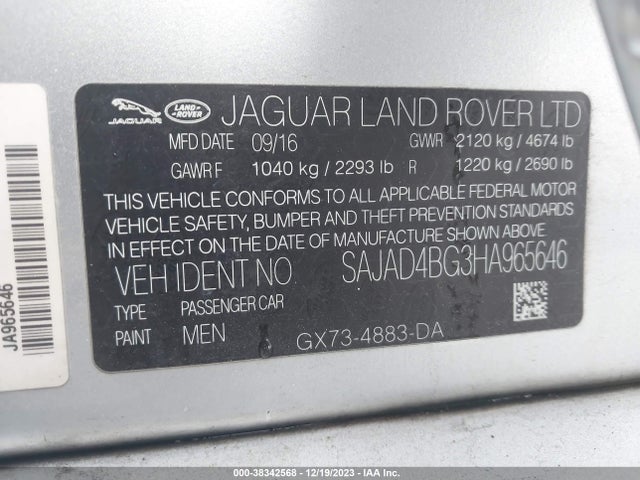 JAGUAR LAND-ROVER JAGUAR LAND ROVER LTD
MFD DATE 09/16 GWR 2120 kg / 4674 lb
GAWR F 1040 kg / 2293 lb R 1220 kg / 2690 lb
THIS VEHICLE CONFORMS TO ALL APPLICABLE FEDERAL MOTOR
VEHICLE SAFETY, BUMPER AND THEFT PREVENTION STANDARDS
IN EFFECT ON THE DATE OF MANUFACTURE SHOWN ABOVE
VEH IDENT NO. SAJAD4BG3HA965646
TYPE PASSENGER CAR
PAINT MEN GX73-4883-DA
JA965646
000-38342568 - 12/19/2023 - IAA Inc.